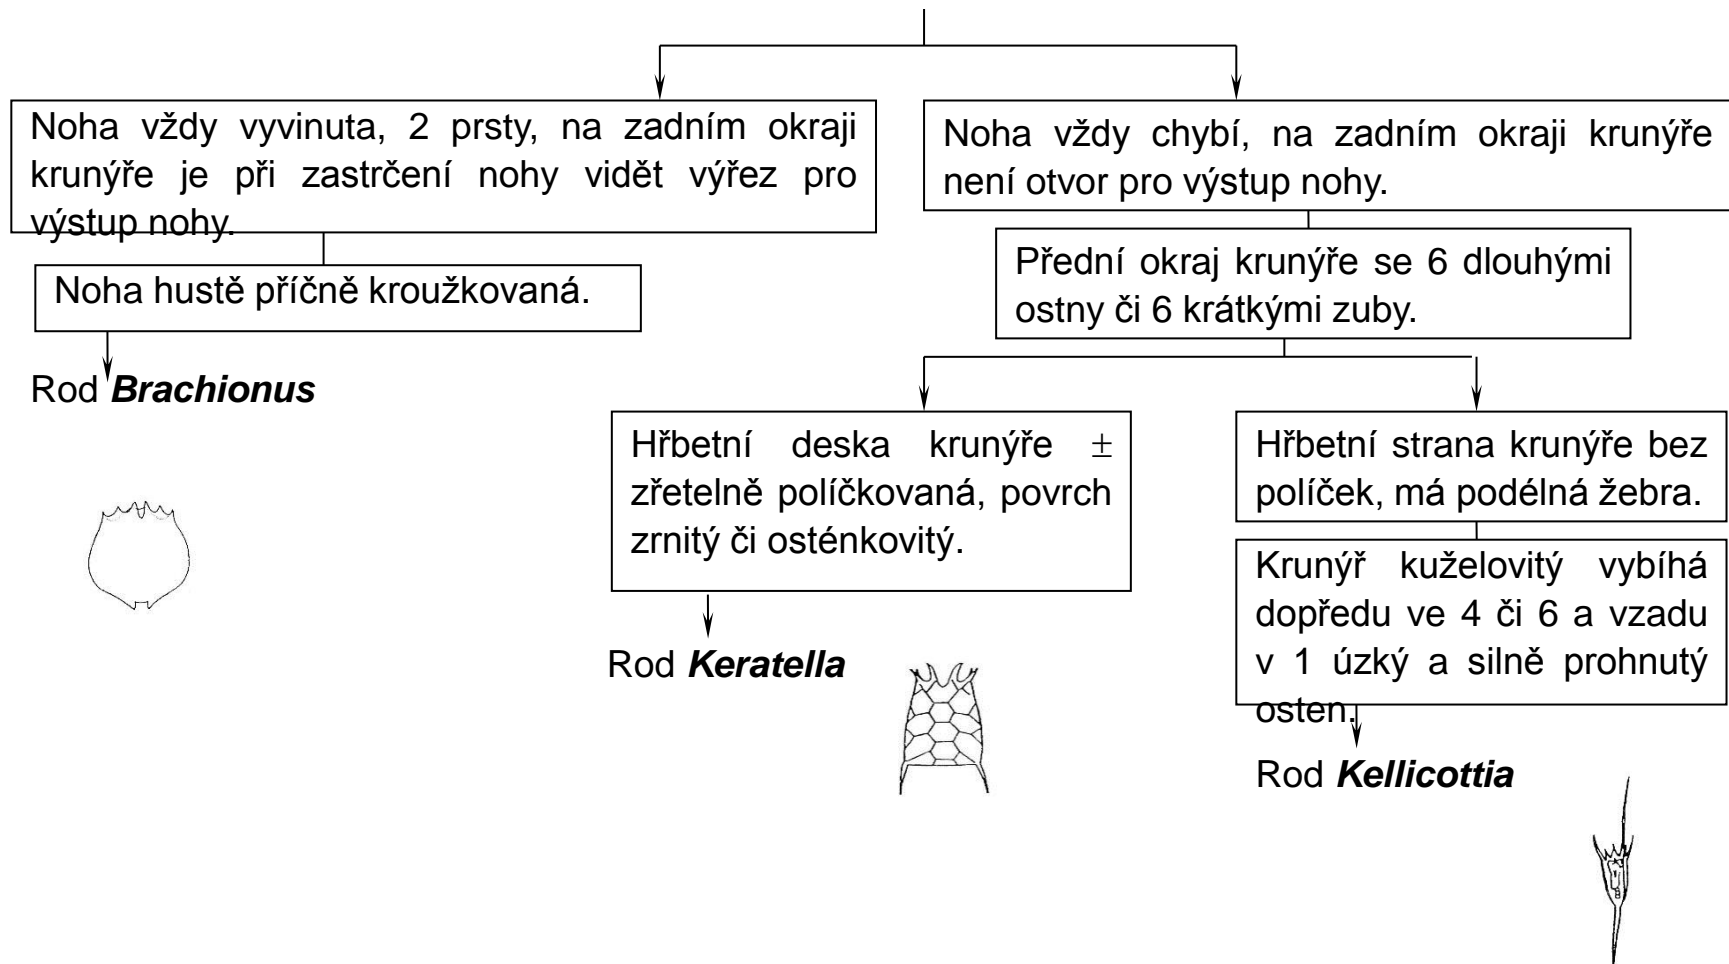 Noha vždy vyvinuta, 2 prsty, na zadním okraji
krunýře je při zastrčení nohy vidět výřez pro
výstup nohy.
Noha hustě příčně kroužkovaná.
Rod Brachionus
Noha vždy chybí, na zadním okraji krunýře
není otvor pro výstup nohy.
Přední okraj krunýře se 6 dlouhými
ostny či 6 krátkými zuby.
Hřbetní deska krunýře ±
zřetelně políčkovaná, povrch
zrnitý či osténkovitý.
Rod Keratella
Hřbetní strana krunýře bez
políček, má podélná žebra.
Krunýř kuželovitý vybíhá
dopředu ve 4 či 6 a vzadu
v 1 úzký a silně prohnutý
osten.
Rod Kellicottia